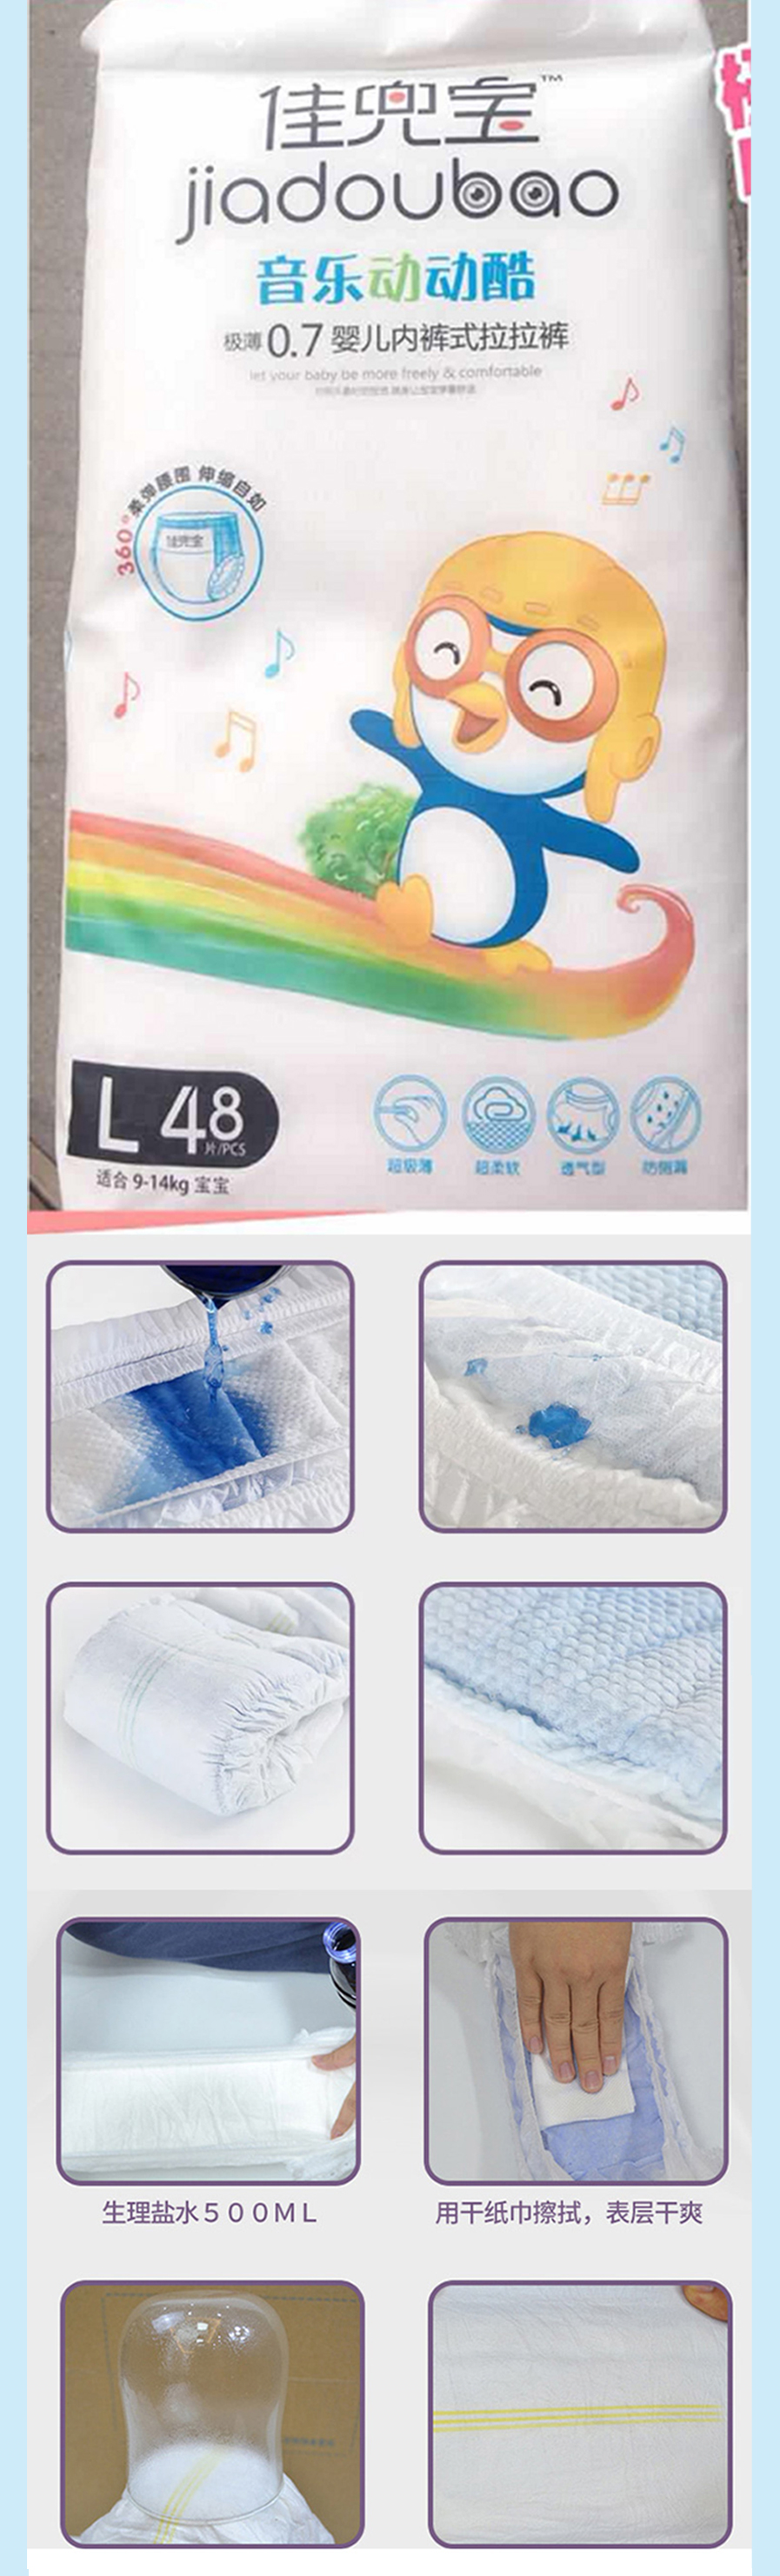 佳兜宝™
jiadoubao
音乐动动酷
极薄0.7 婴儿内裤式拉拉裤
let your baby be more freely & comfortable
360°柔弹腰围 伸缩自如
佳兜宝
L 48
片/PCS
适合 9-14kg 宝宝
超级薄 超柔软 透气型 防侧漏
生理盐水５００ＭＬ
用干纸巾擦拭，表层干爽